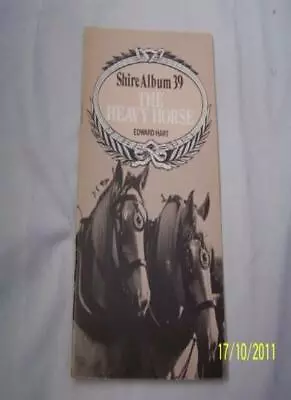 Shire Album 39
THE
HEAVY HORSE
EDWARD HART
17/10/2011